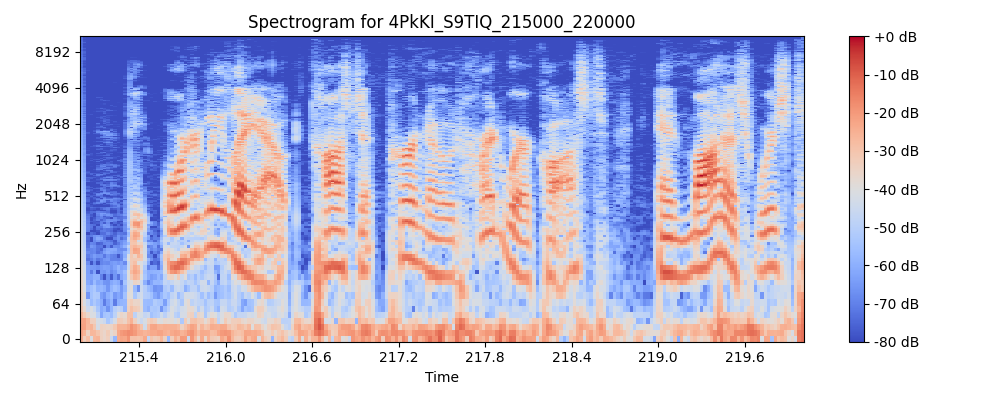 Spectrogram for 4PkKI_S9TIQ_215000_220000
8192
4096
2048
1024
512
256
128
64
0
Hz
215.4 216.0 216.6 217.2 217.8 218.4 219.0 219.6
Time
+0 dB
-10 dB
-20 dB
-30 dB
-40 dB
-50 dB
-60 dB
-70 dB
-80 dB